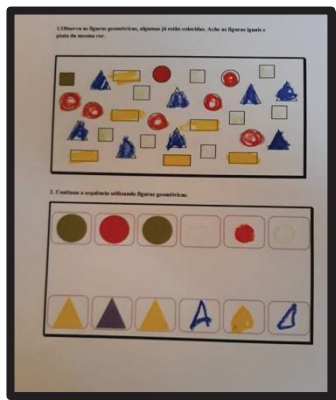 1.Observe as figuras geométricas, algumas já estão coloridas. Ache as figuras iguais e
pinte da mesma cor.
2. Continue a sequência utilizando figuras geométricas.